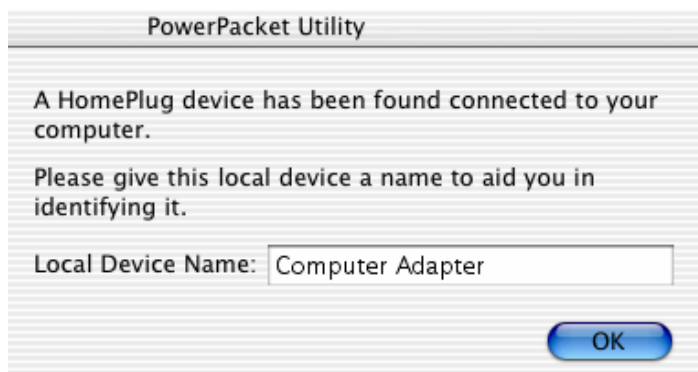 PowerPacket Utility
A HomePlug device has been found connected to your
computer.
Please give this local device a name to aid you in
identifying it.
Local Device Name: Computer Adapter
OK